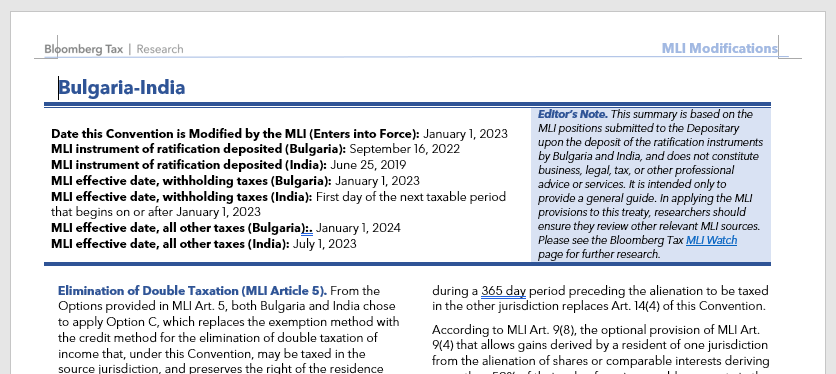 Bloomberg Tax | Research
MLI Modifications
Bulgaria-India
Date this Convention is Modified by the MLI (Enters into Force): January 1, 2023
MLI instrument of ratification deposited (Bulgaria): September 16, 2022
MLI instrument of ratification deposited (India): June 25, 2019
MLI effective date, withholding taxes (Bulgaria): January 1, 2023
MLI effective date, withholding taxes (India): First day of the next taxable period
that begins on or after January 1, 2023
MLI effective date, all other taxes (Bulgaria):. January 1, 2024
MLI effective date, all other taxes (India): July 1, 2023
Editor's Note. This summary is based on the
MLI positions submitted to the Depositary
upon the deposit of the ratification instruments
by Bulgaria and India, and does not constitute
business, legal, tax, or other professional
advice or services. It is intended only to
provide a general guide. In applying the MLI
provisions to this treaty, researchers should
ensure they review other relevant MLI sources.
Please see the Bloomberg Tax MLI Watch
page for further research.
Elimination of Double Taxation (MLI Article 5). From the
Options provided in MLI Art. 5, both Bulgaria and India chose
to apply Option C, which replaces the exemption method with
the credit method for the elimination of double taxation of
income that, under this Convention, may be taxed in the
source jurisdiction, and preserves the right of the residence
during a 365 day period preceding the alienation to be taxed
in the other jurisdiction replaces Art. 14(4) of this Convention.
According to MLI Art. 9(8), the optional provision of MLI Art.
9(4) that allows gains derived by a resident of one jurisdiction
from the alienation of shares or comparable interests deriving